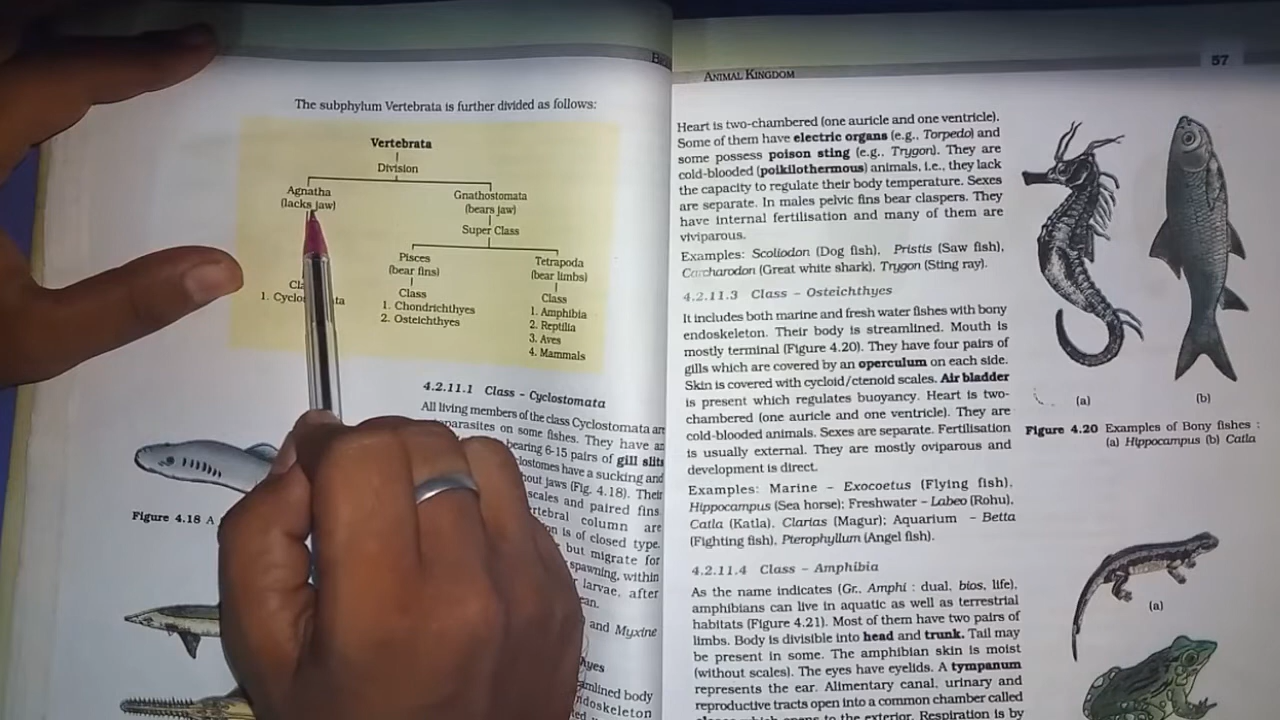 The subphylum Vertebrata is further divided as follows:
Vertebrata
Division
Agnatha
(lacks jaw)
Gnathostomata
(bears jaw)
Super Class
Pisces
(bear fins)
Tetrapoda
(bear limbs)
Class
1. Chondrichthyes
2. Osteichthyes
Class
1. Amphibia
2. Reptilia
3. Aves
4. Mammals
4.2.11.1 Class – Cyclostomata
All living members of the class Cyclostomata
on some fishes. They have
bearing 6-15 pairs of gill slits
have a sucking and
jaws (Fig. 4.18). Their
scales and paired fins
column are
is of closed type.
but migrate for
spawning, within
larvae, after
and Myxine
Figure 4.18 A
body
ANIMAL KINGDOM
57
Heart is two-chambered (one auricle and one ventricle).
Some of them have electric organs (e.g., Torpedo) and
some possess poison sting (e.g., Trygon). They are
cold-blooded (poikilothermous) animals, i.e., they lack
the capacity to regulate their body temperature. Sexes
are separate. In males pelvic fins bear claspers. They
have internal fertilisation and many of them are
viviparous.
Examples: Scoliodon (Dog fish), Pristis (Saw fish),
Carcharodon (Great white shark), Trygon (Sting ray).
4.2.11.3 Class – Osteichthyes
It includes both marine and fresh water fishes with bony
endoskeleton. Their body is streamlined. Mouth is
mostly terminal (Figure 4.20). They have four pairs of
gills which are covered by an operculum on each side.
Skin is covered with cycloid/ctenoid scales. Air bladder
is present which regulates buoyancy. Heart is two-
chambered (one auricle and one ventricle). They are
cold-blooded animals. Sexes are separate. Fertilisation
is usually external. They are mostly oviparous and
development is direct.
Examples: Marine – Exocoetus (Flying fish),
Hippocampus (Sea horse); Freshwater – Labeo (Rohu),
Catla (Katla), Clarias (Magur); Aquarium – Betta
(Fighting fish), Pterophyllum (Angel fish).
4.2.11.4 Class – Amphibia
As the name indicates (Gr., Amphi : dual, bios, life),
amphibians can live in aquatic as well as terrestrial
habitats (Figure 4.21). Most of them have two pairs of
limbs. Body is divisible into head and trunk. Tail may
be present in some. The amphibian skin is moist
(without scales). The eyes have eyelids. A tympanum
represents the ear. Alimentary canal, urinary and
reproductive tracts open into a common chamber called
which opens to the exterior. Respiration is by
(a)
(b)
Figure 4.20 Examples of Bony fishes :
(a) Hippocampus (b) Catla
(a)